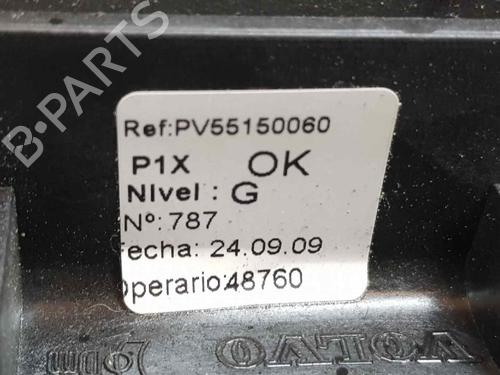 B-PARTS
Ref:PV55150060
P1X OK
Nivel : G
Nº: 787
Fecha: 24.09.09
operario:48760
VOLVO